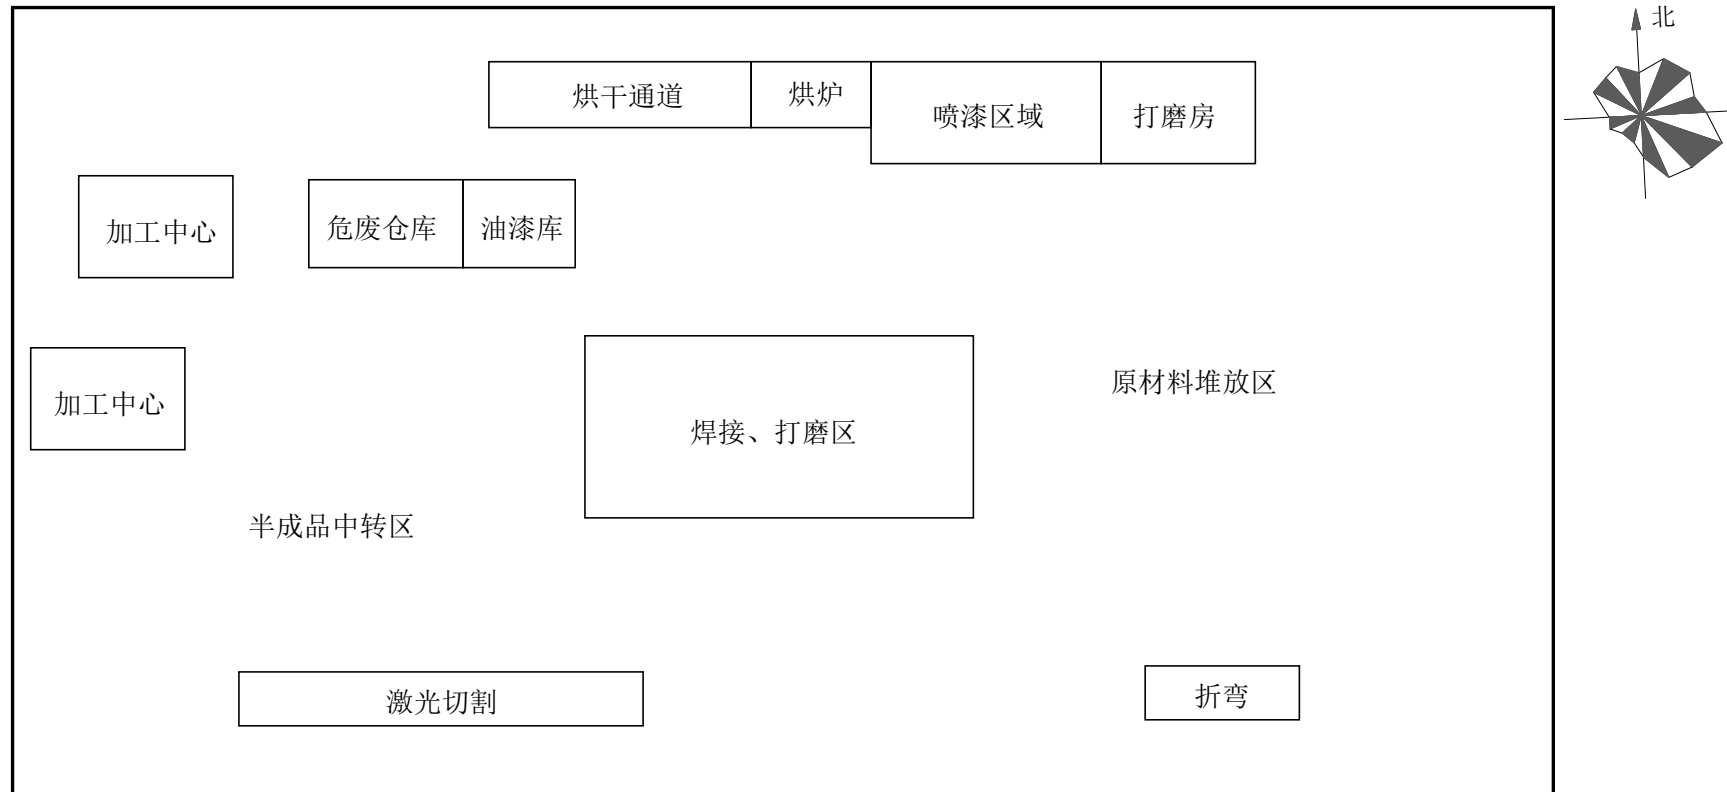 北
烘干通道
烘炉
喷漆区域
打磨房
加工中心
危废仓库
油漆库
加工中心
原材料堆放区
焊接、打磨区
半成品中转区
激光切割
折弯